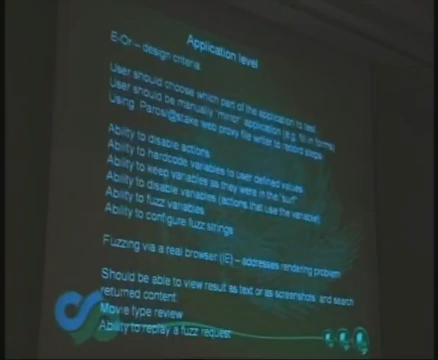 Application level
E-Or – design criteria
User should choose which part of the application to test
User should be manually "mirror" application (e.g. fill in forms)
Using Paros/@stake web proxy file writer to record steps
Ability to disable actions
Ability to hardcode variables to user defined values
Ability to keep variables as they were in the "surf"
Ability to disable variables (actions that use the variable)
Ability to fuzz variables
Ability to configure fuzz strings
Fuzzing via a real browser (IE) – addresses rendering problem
Should be able to view result as text or as screenshots and search
returned content
Movie type review
Ability to replay a fuzz request